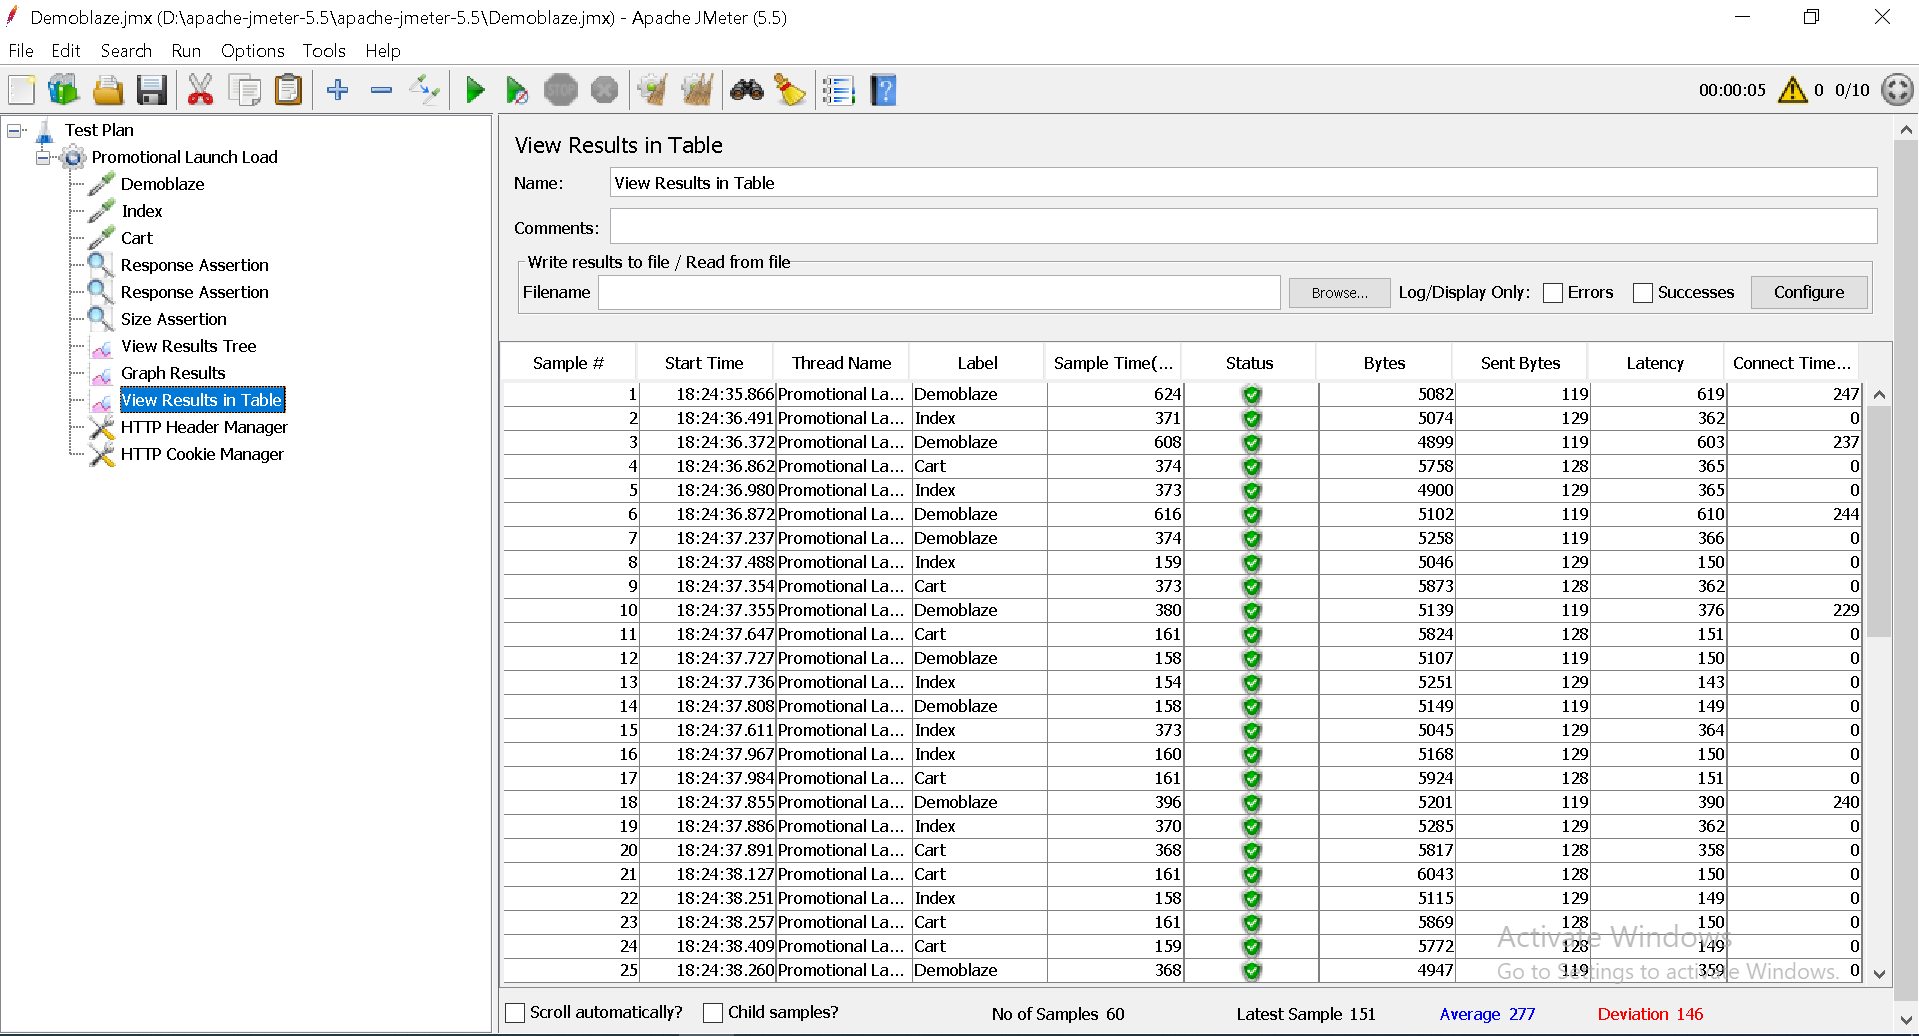 Demoblaze.jmx (D:\apache-jmeter-5.5\apache-jmeter-5.5\Demoblaze.jmx) - Apache JMeter (5.5)
File Edit Search Run Options Tools Help
STOP ? 00:00:05 0 0/10
Test Plan
Promotional Launch Load
Demoblaze
Index
Cart
Response Assertion
Response Assertion
Size Assertion
View Results Tree
Graph Results
View Results in Table
HTTP Header Manager
HTTP Cookie Manager
View Results in Table
Name: View Results in Table
Comments:
Write results to file / Read from file
Filename Browse... Log/Display Only: Errors Successes Configure
Sample # Start Time Thread Name Label Sample Time(... Status Bytes Sent Bytes Latency Connect Time...
1 18:24:35.866 Promotional La... Demoblaze 624 5082 119 619 247
2 18:24:36.491 Promotional La... Index 371 5074 129 362 0
3 18:24:36.372 Promotional La... Demoblaze 608 4899 119 603 237
4 18:24:36.862 Promotional La... Cart 374 5758 128 365 0
5 18:24:36.980 Promotional La... Index 373 4900 129 365 0
6 18:24:36.872 Promotional La... Demoblaze 616 5102 119 610 244
7 18:24:37.237 Promotional La... Demoblaze 374 5258 119 366 0
8 18:24:37.488 Promotional La... Index 159 5046 129 150 0
9 18:24:37.354 Promotional La... Cart 373 5873 128 362 0
10 18:24:37.355 Promotional La... Demoblaze 380 5139 119 376 229
11 18:24:37.647 Promotional La... Cart 161 5824 128 151 0
12 18:24:37.727 Promotional La... Demoblaze 158 5107 119 150 0
13 18:24:37.736 Promotional La... Index 154 5251 129 143 0
14 18:24:37.808 Promotional La... Demoblaze 158 5149 119 149 0
15 18:24:37.611 Promotional La... Index 373 5045 129 364 0
16 18:24:37.967 Promotional La... Index 160 5168 129 150 0
17 18:24:37.984 Promotional La... Cart 161 5924 128 151 0
18 18:24:37.855 Promotional La... Demoblaze 396 5201 119 390 240
19 18:24:37.886 Promotional La... Index 370 5285 129 362 0
20 18:24:37.891 Promotional La... Cart 368 5817 128 358 0
21 18:24:38.127 Promotional La... Cart 161 6043 128 150 0
22 18:24:38.251 Promotional La... Index 158 5115 129 149 0
23 18:24:38.257 Promotional La... Cart 161 5869 128 150 0
24 18:24:38.409 Promotional La... Cart 159 5772 128 149 0
25 18:24:38.260 Promotional La... Demoblaze 368 4947 119 359 0
Activate Windows
Go to Settings to activate Windows.
Scroll automatically? Child samples? No of Samples 60 Latest Sample 151 Average 277 Deviation 146